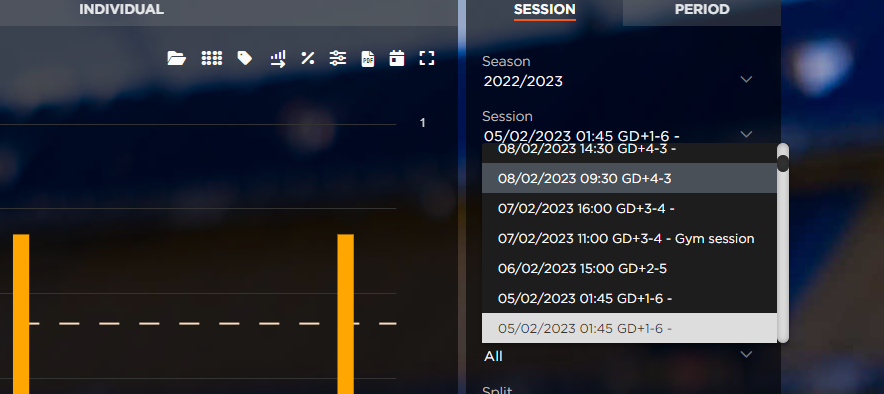 INDIVIDUAL
SESSION
PERIOD
PDF
1
Season
2022/2023
Session
05/02/2023 01:45 GD+1-6 -
08/02/2023 14:30 GD+4-3 -
08/02/2023 09:30 GD+4-3
07/02/2023 16:00 GD+3-4 -
07/02/2023 11:00 GD+3-4 - Gym session
06/02/2023 15:00 GD+2-5
05/02/2023 01:45 GD+1-6 -
05/02/2023 01:45 GD+1-6 -
All
Split